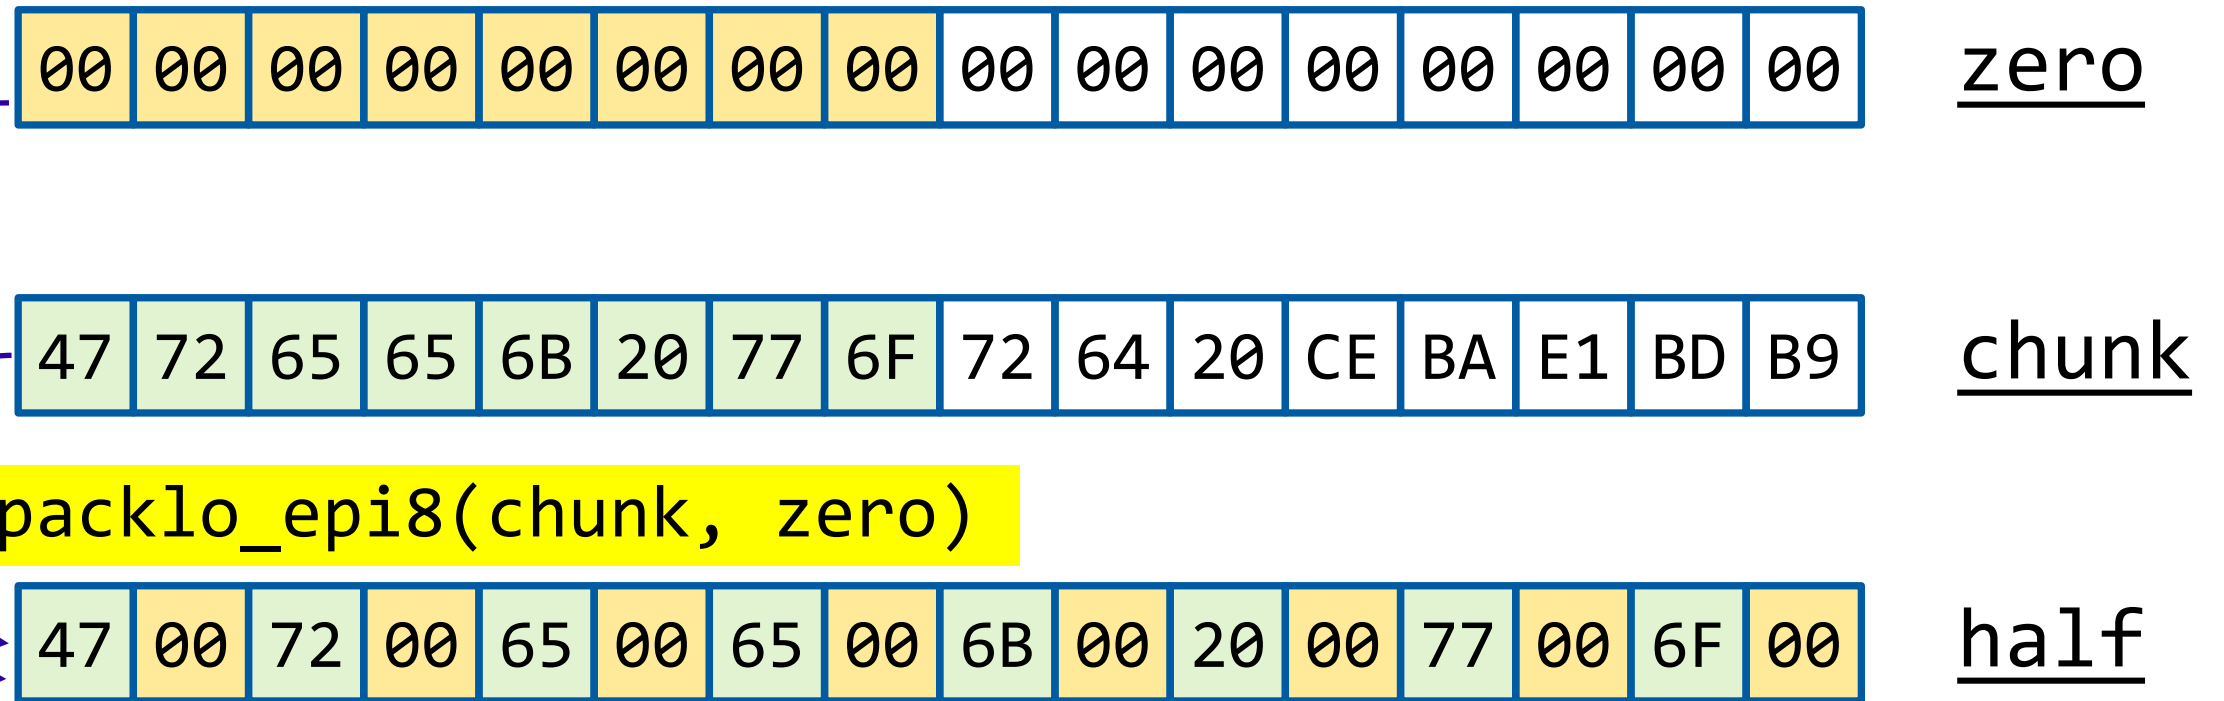 00 00 00 00 00 00 00 00 00 00 00 00 00 00 00 00 zero
47 72 65 65 6B 20 77 6F 72 64 20 CE BA E1 BD B9 chunk
packlo_epi8(chunk, zero)
47 00 72 00 65 00 65 00 6B 00 20 00 77 00 6F 00 half